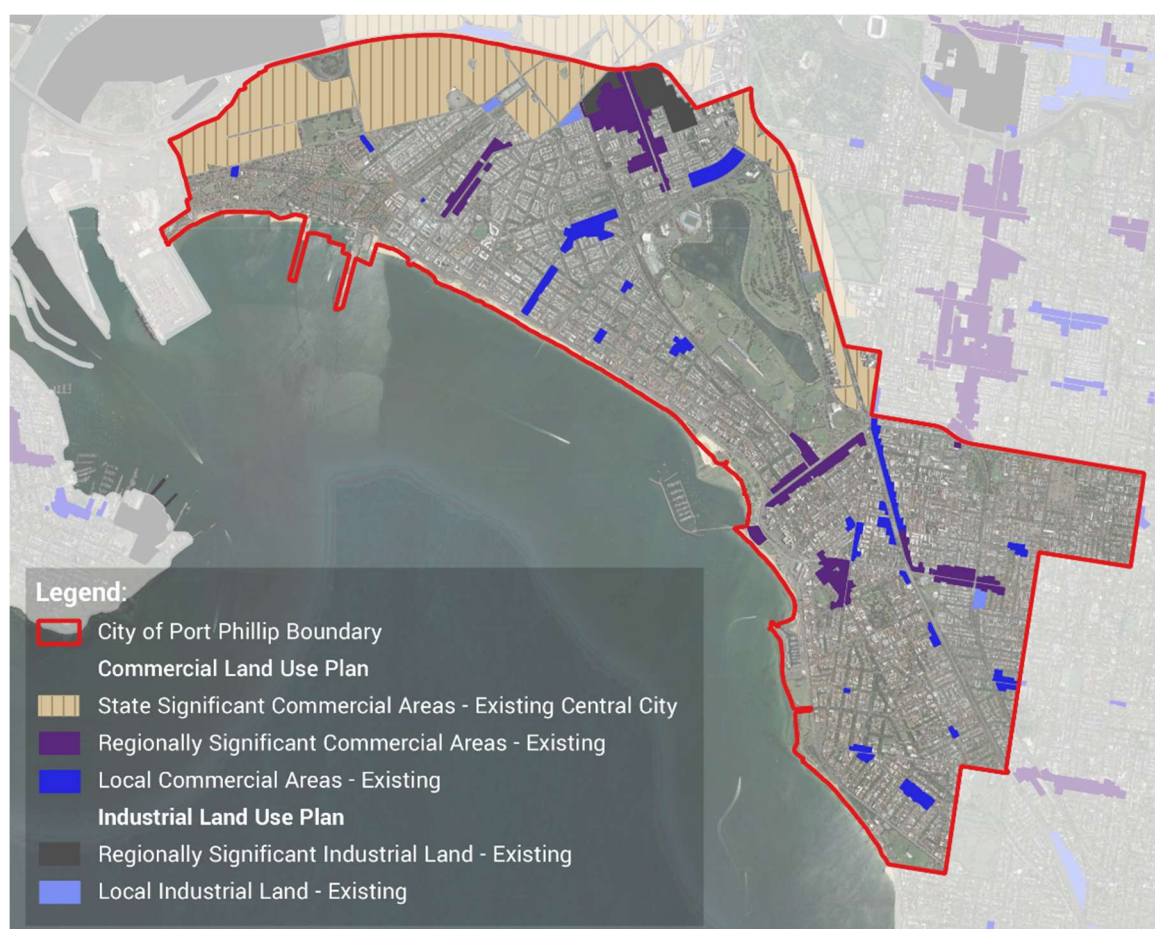 Legend:
City of Port Phillip Boundary
Commercial Land Use Plan
State Significant Commercial Areas - Existing Central City
Regionally Significant Commercial Areas - Existing
Local Commercial Areas - Existing
Industrial Land Use Plan
Regionally Significant Industrial Land - Existing
Local Industrial Land - Existing